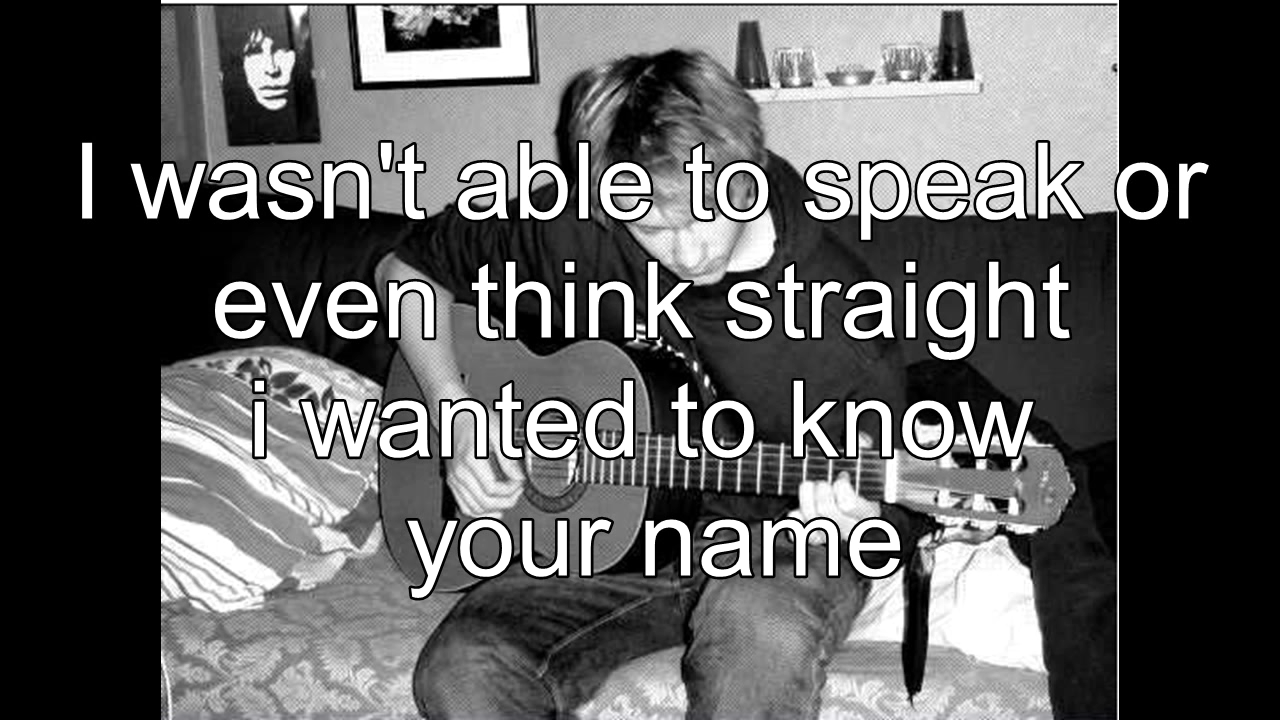 I wasn't able to speak or
even think straight
i wanted to know
your name